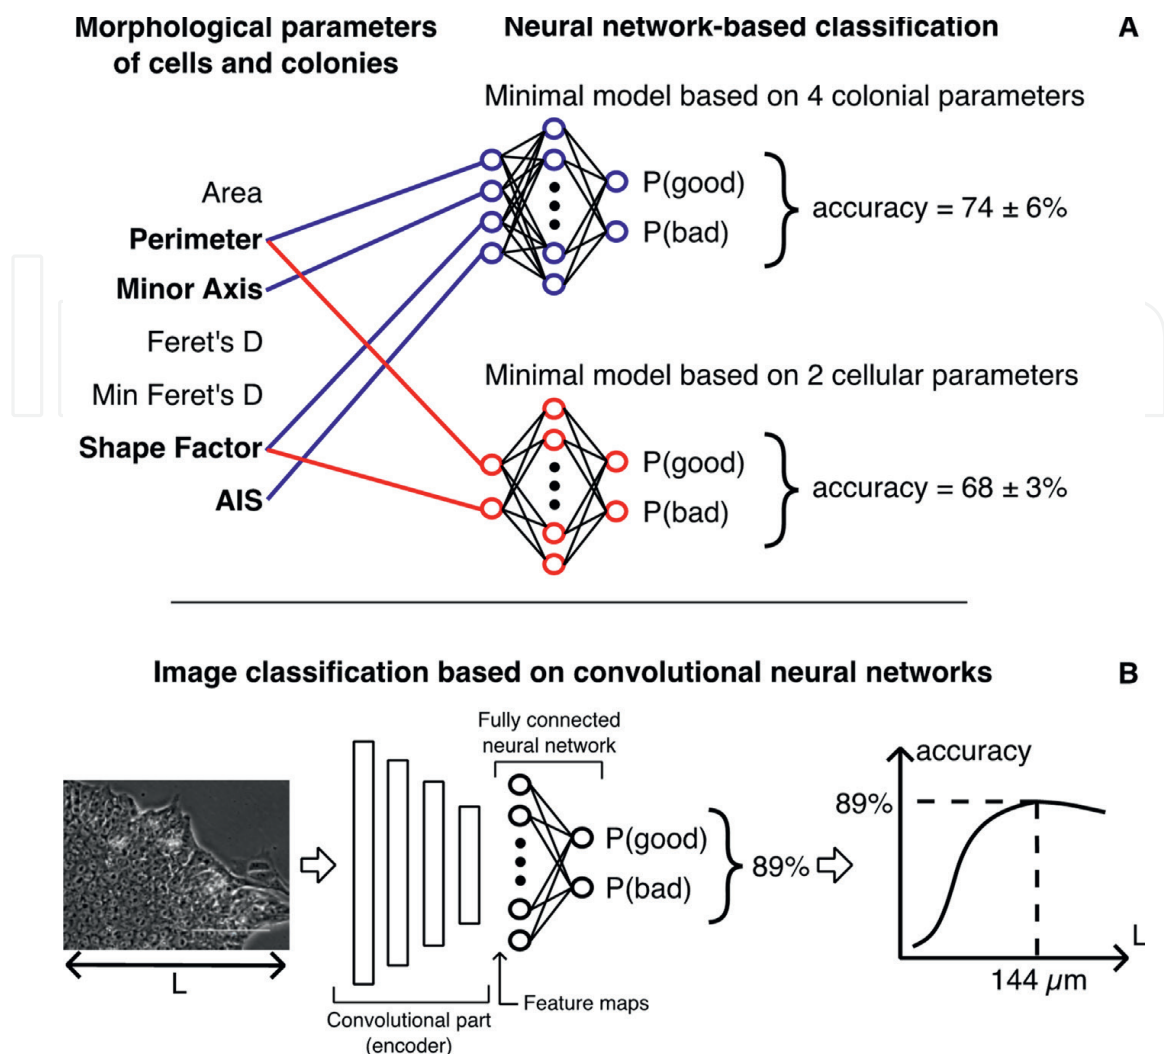 Morphological parameters
of cells and colonies
Neural network-based classification
A
Minimal model based on 4 colonial parameters
Area
Perimeter
Minor Axis
Feret's D
Min Feret's D
Shape Factor
AIS
P(good)
P(bad)
accuracy = 74 ± 6%
Minimal model based on 2 cellular parameters
P(good)
P(bad)
accuracy = 68 ± 3%
Image classification based on convolutional neural networks
B
Fully connected
neural network
L
Convolutional part
(encoder)
Feature maps
P(good)
P(bad)
89%
accuracy
89%
L
144 μm